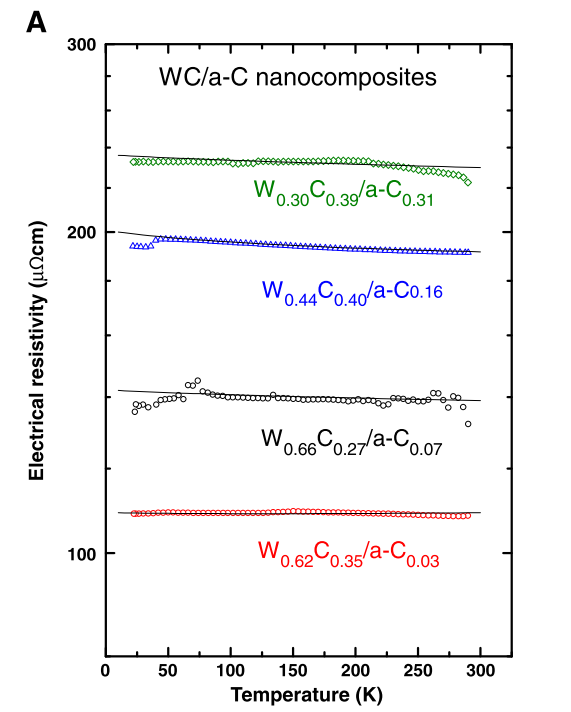 A
300
WC/a-C nanocomposites
W0.30C0.39/a-C0.31
200
W0.44C0.40/a-C0.16
W0.66C0.27/a-C0.07
W0.62C0.35/a-C0.03
100
Electrical resistivity (μΩcm)
0 50 100 150 200 250 300
Temperature (K)